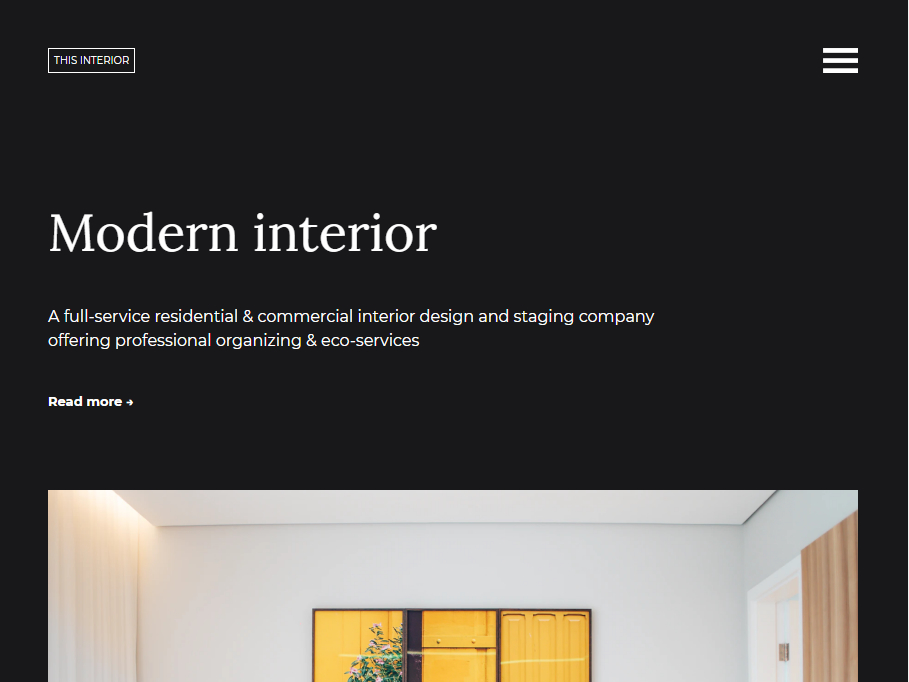 THIS INTERIOR
Modern interior
A full-service residential & commercial interior design and staging company
offering professional organizing & eco-services
Read more →